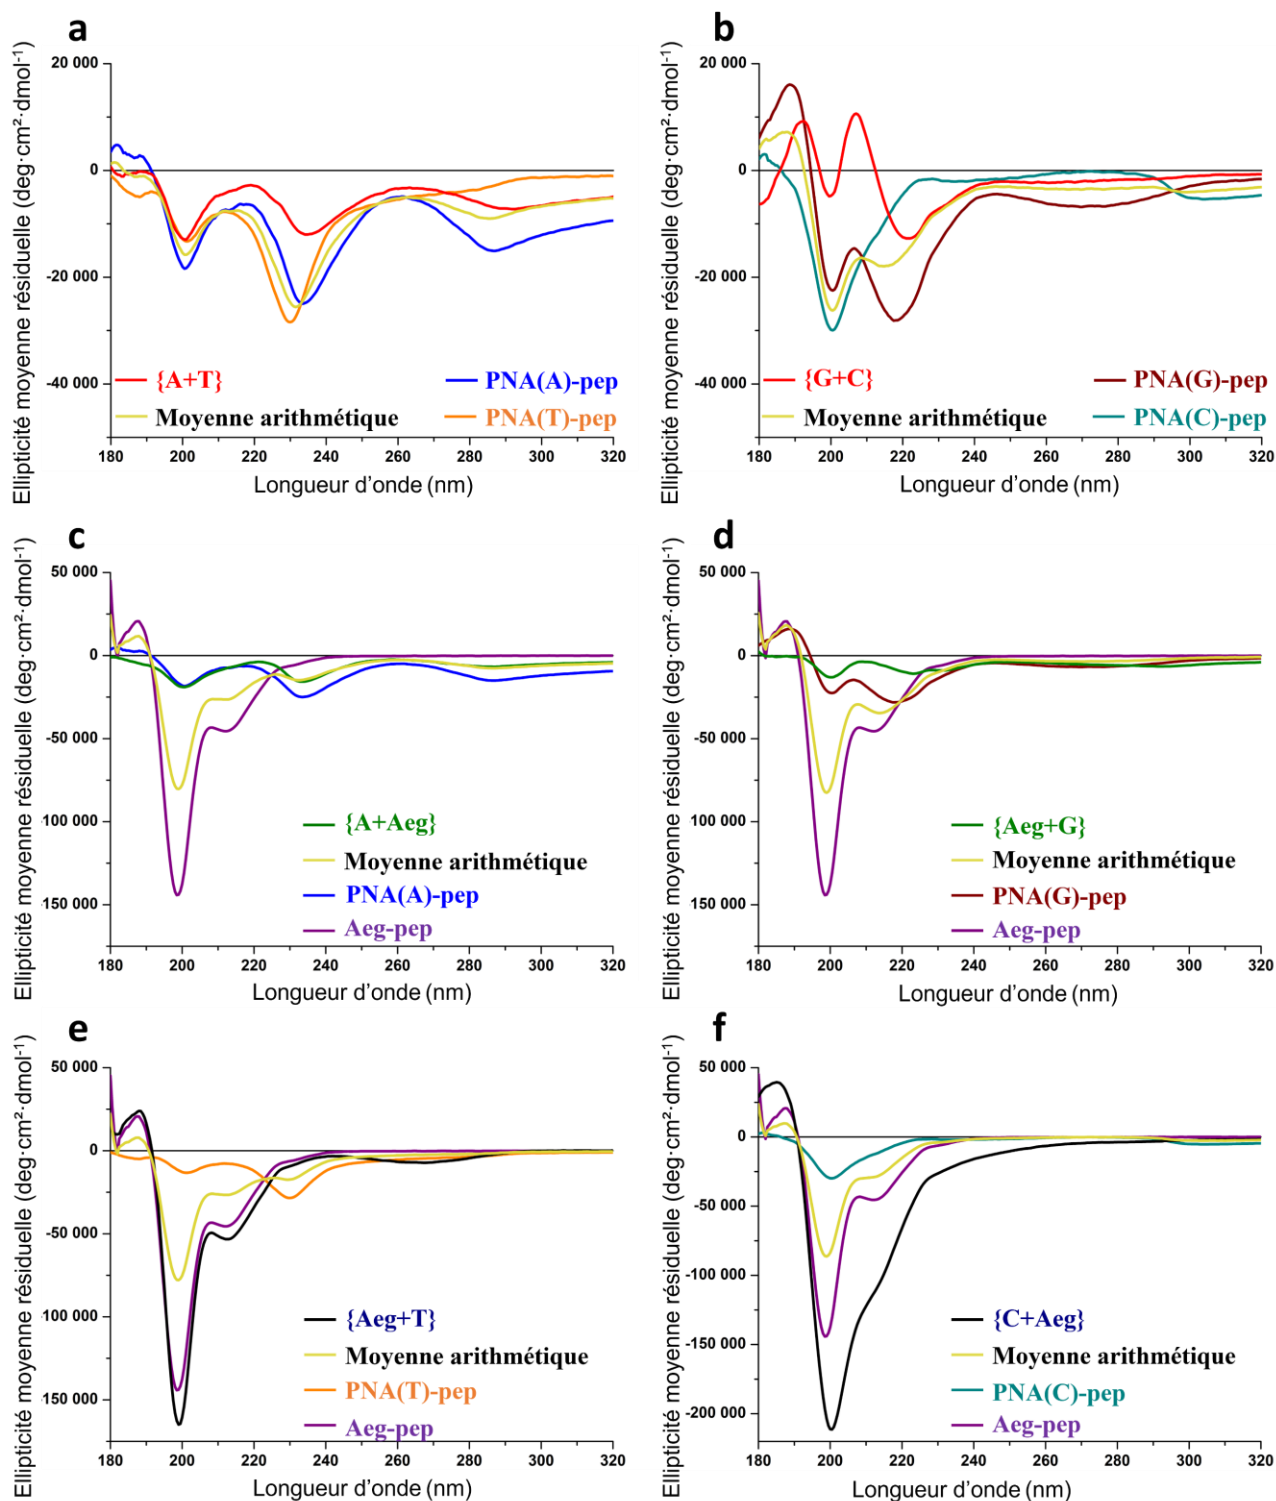 a
Ellipticité moyenne résiduelle (deg·cm²·dmol⁻¹)
20 000
0
-20 000
-40 000
{A+T}
PNA(A)-pep
Moyenne arithmétique
PNA(T)-pep
180 200 220 240 260 280 300 320
Longueur d'onde (nm)
b
Ellipticité moyenne résiduelle (deg·cm²·dmol⁻¹)
20 000
0
-20 000
-40 000
{G+C}
PNA(G)-pep
Moyenne arithmétique
PNA(C)-pep
180 200 220 240 260 280 300 320
Longueur d'onde (nm)
c
Ellipticité moyenne résiduelle (deg·cm²·dmol⁻¹)
50 000
0
-50 000
100 000
150 000
{A+Aeg}
Moyenne arithmétique
PNA(A)-pep
Aeg-pep
180 200 220 240 260 280 300 320
Longueur d'onde (nm)
d
Ellipticité moyenne résiduelle (deg·cm²·dmol⁻¹)
50 000
0
-50 000
100 000
150 000
{Aeg+G}
Moyenne arithmétique
PNA(G)-pep
Aeg-pep
180 200 220 240 260 280 300 320
Longueur d'onde (nm)
e
Ellipticité moyenne résiduelle (deg·cm²·dmol⁻¹)
50 000
0
-50 000
100 000
150 000
{Aeg+T}
Moyenne arithmétique
PNA(T)-pep
Aeg-pep
180 200 220 240 260 280 300 320
Longueur d'onde (nm)
f
Ellipticité moyenne résiduelle (deg·cm²·dmol⁻¹)
50 000
0
-50 000
-100 000
-150 000
-200 000
{C+Aeg}
Moyenne arithmétique
PNA(C)-pep
Aeg-pep
180 200 220 240 260 280 300 320
Longueur d'onde (nm)